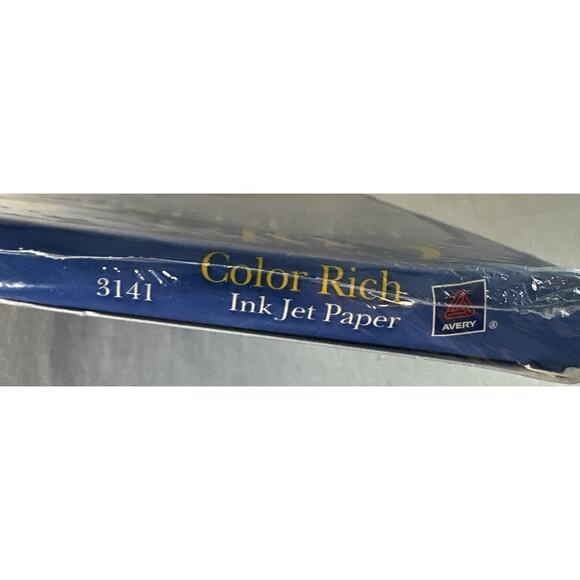 3141
Color Rich
Ink Jet Paper
AVERY ®